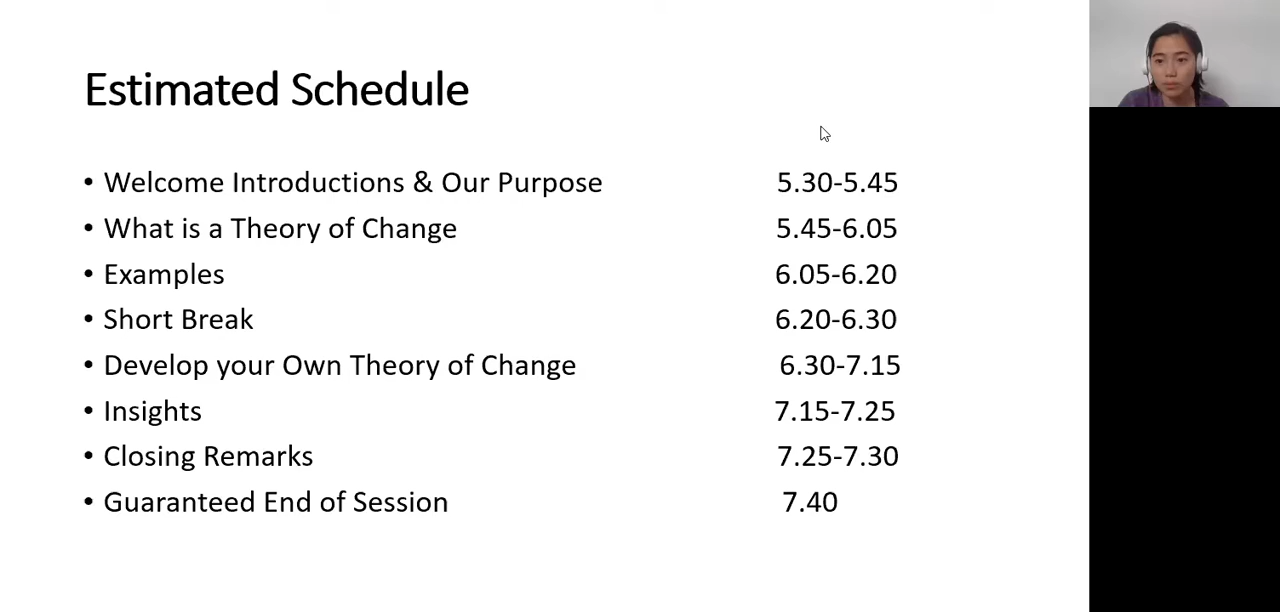 Estimated Schedule
• Welcome Introductions & Our Purpose 5.30-5.45
• What is a Theory of Change 5.45-6.05
• Examples 6.05-6.20
• Short Break 6.20-6.30
• Develop your Own Theory of Change 6.30-7.15
• Insights 7.15-7.25
• Closing Remarks 7.25-7.30
• Guaranteed End of Session 7.40